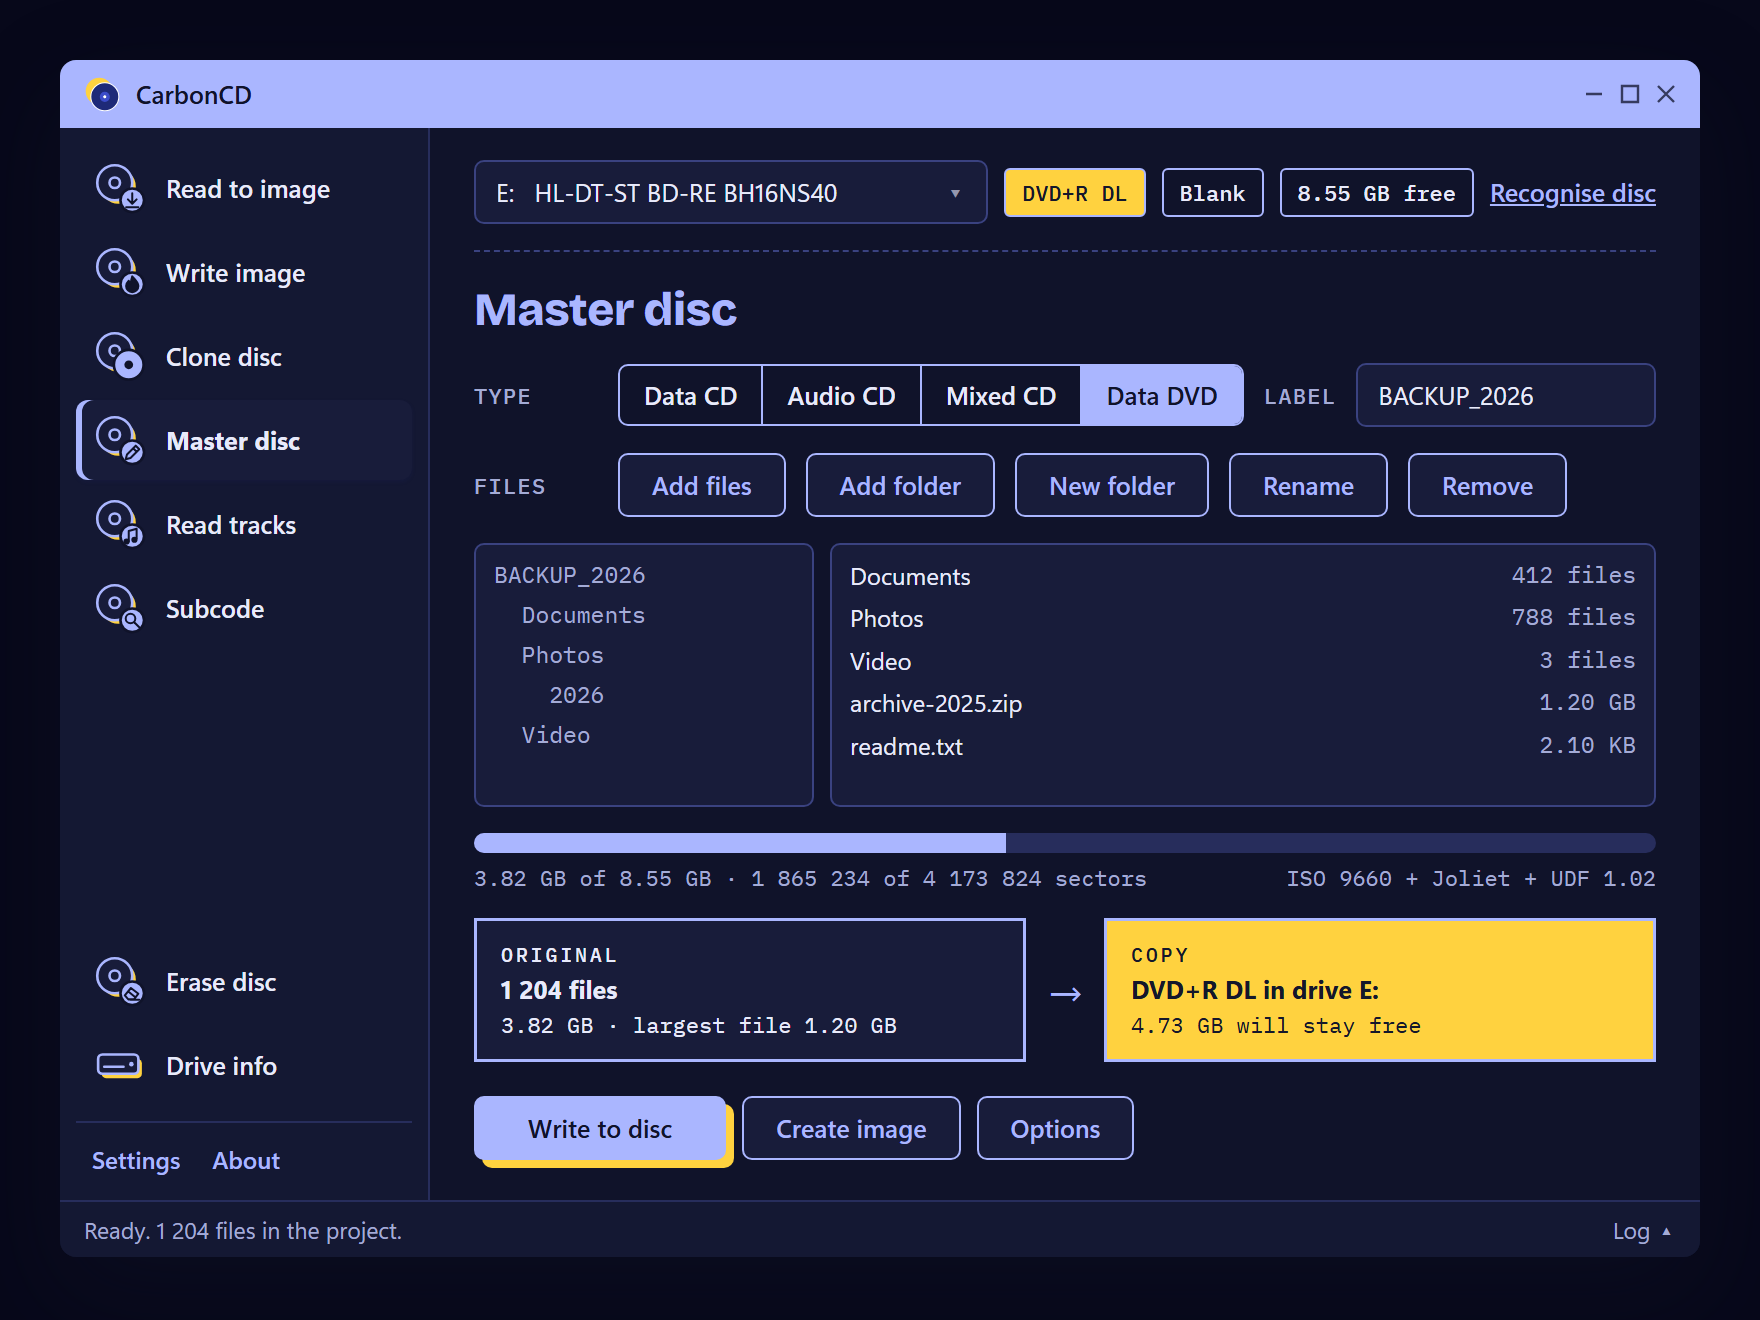 CarbonCD
Read to image
Write image
Clone disc
Master disc
Read tracks
Subcode
Erase disc
Drive info
Settings About
E: HL-DT-ST BD-RE BH16NS40 DVD+R DL Blank 8.55 GB free Recognise disc
Master disc
TYPE Data CD Audio CD Mixed CD Data DVD LABEL BACKUP_2026
FILES Add files Add folder New folder Rename Remove
BACKUP_2026
Documents
Photos
2026
Video
Documents 412 files
Photos 788 files
Video 3 files
archive-2025.zip 1.20 GB
readme.txt 2.10 KB
3.82 GB of 8.55 GB · 1 865 234 of 4 173 824 sectors ISO 9660 + Joliet + UDF 1.02
ORIGINAL
1 204 files
3.82 GB · largest file 1.20 GB
→
COPY
DVD+R DL in drive E:
4.73 GB will stay free
Write to disc Create image Options
Ready. 1 204 files in the project. Log